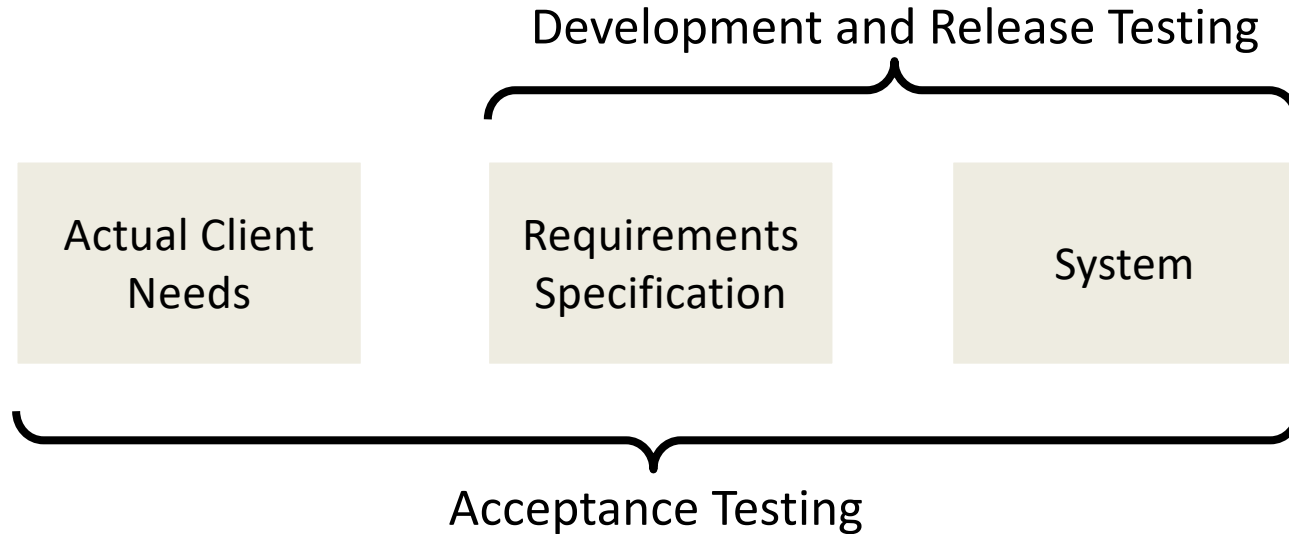 Development and Release Testing
Actual Client
Needs
Requirements
Specification
System
Acceptance Testing